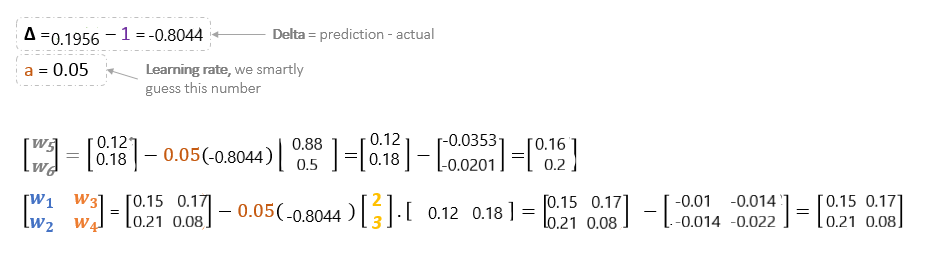 Δ =0.1956 − 1 = -0.8044 Delta = prediction - actual
a = 0.05 Learning rate, we smartly
guess this number
[w5 w6] = [0.12 0.18] − 0.05(-0.8044) [0.88 0.5] = [0.12 0.18] − [-0.0353 -0.0201] = [0.16 0.2]
[w1 w3 w2 w4] = [0.15 0.17 0.21 0.08] − 0.05(-0.8044) [2 3] . [0.12 0.18] = [0.15 0.17 0.21 0.08] − [-0.01 -0.014 -0.014 -0.022] = [0.15 0.17 0.21 0.08]